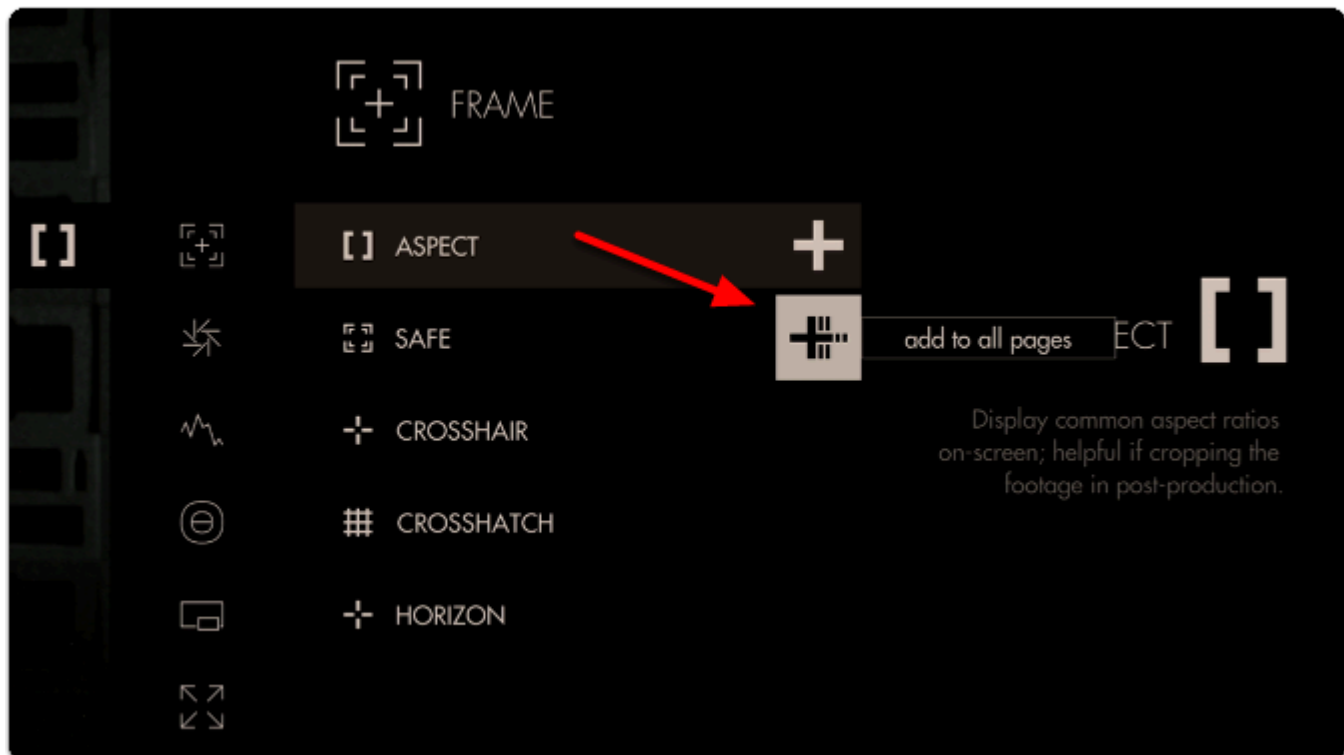 FRAME
ASPECT
SAFE
add to all pages
ECT
CROSSHAIR
Display common aspect ratios
on-screen; helpful if cropping the
footage in post-production.
CROSSHATCH
HORIZON